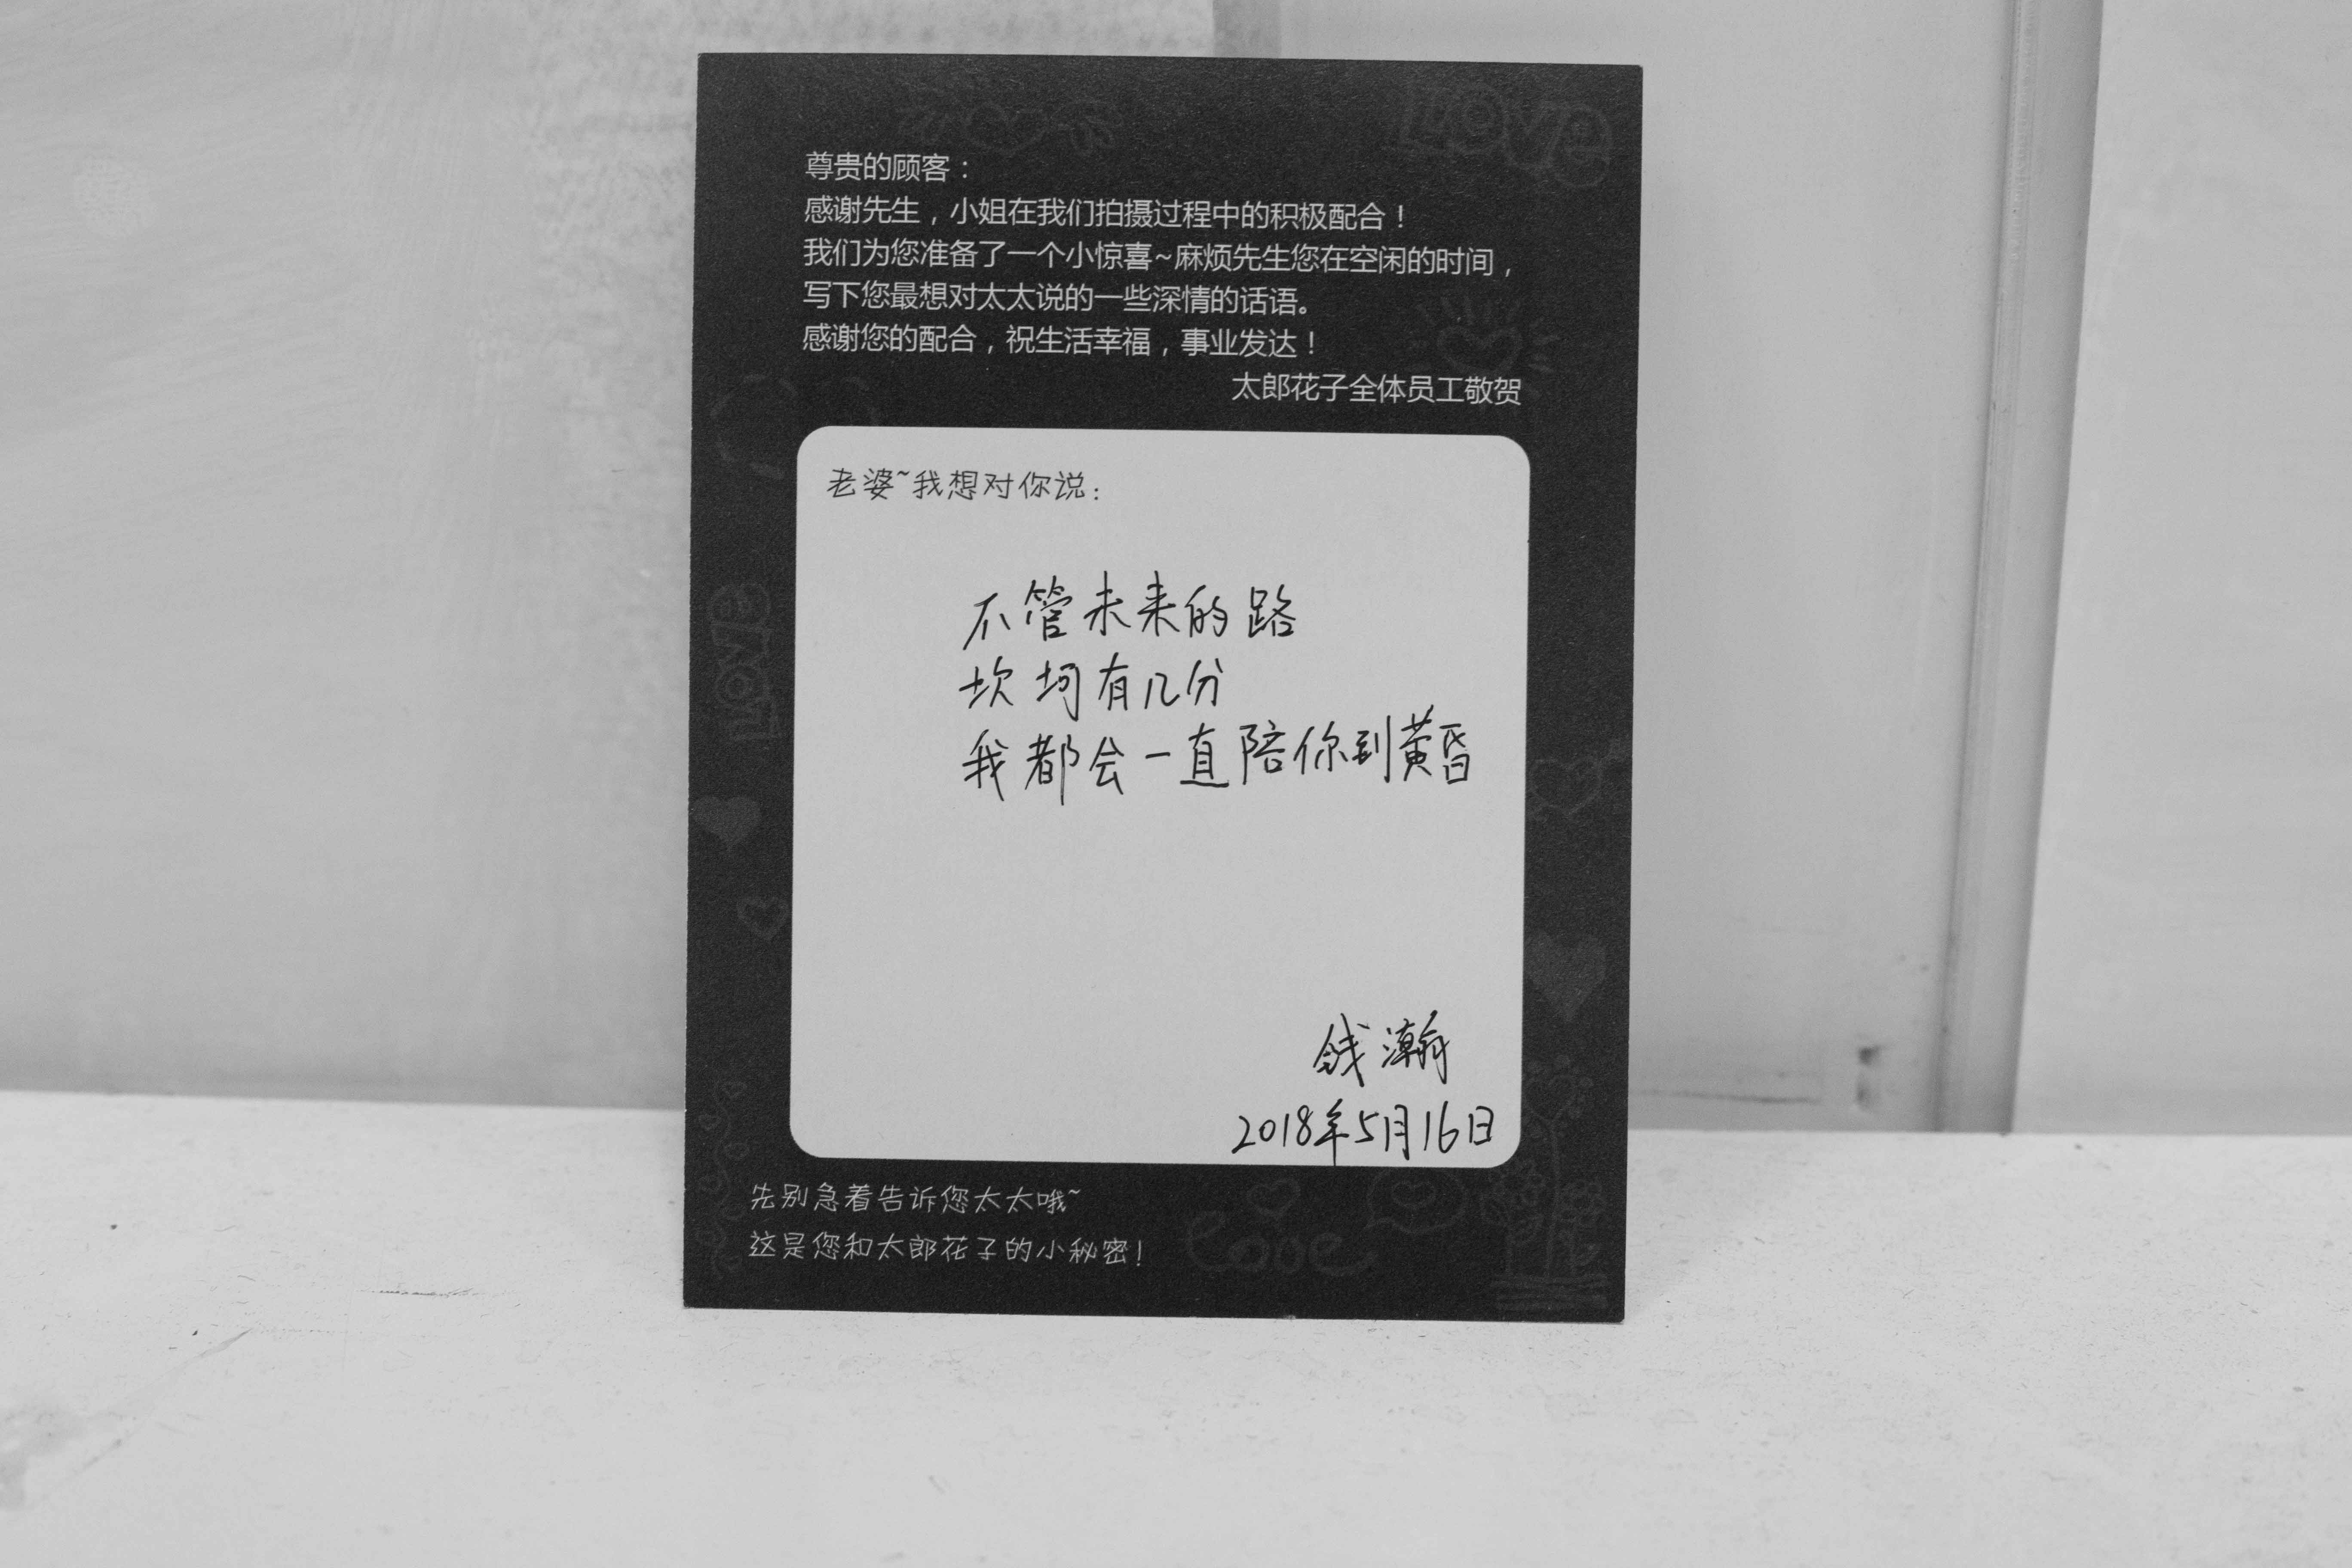 LOVE
尊贵的顾客：
感谢先生，小姐在我们拍摄过程中的积极配合！
我们为您准备了一个小惊喜~麻烦先生您在空闲的时间，
写下您最想对太太说的一些深情的话语。
感谢您的配合，祝生活幸福，事业发达！
太郎花子全体员工敬贺
老婆~我想对你说：
不管未来的路
坎坷有几分
LOVE
我都会一直陪你到黄昏
钱瀚
2018年5月16日
先别急着告诉您太太哦~
这是您和太郎花子的小秘密！
Love